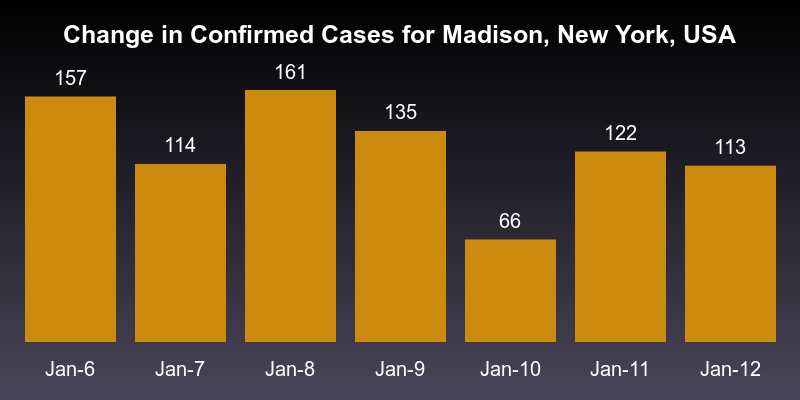 Change in Confirmed Cases for Madison, New York, USA
157 114 161 135 66 122 113
Jan-6 Jan-7 Jan-8 Jan-9 Jan-10 Jan-11 Jan-12